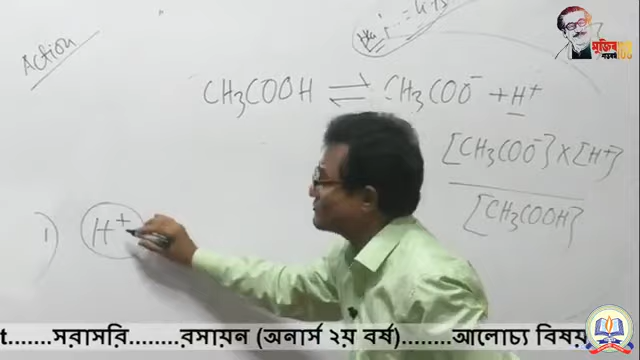 Action
CH3COOH ⇌ CH3COO⁻ + H⁺
[CH3COO⁻] x [H⁺]
[CH3COOH]
1) H⁺
মুজিব
t.......সরাসরি........রসায়ন (অনার্স ২য় বর্ষ)........আলোচ্য বিষয়